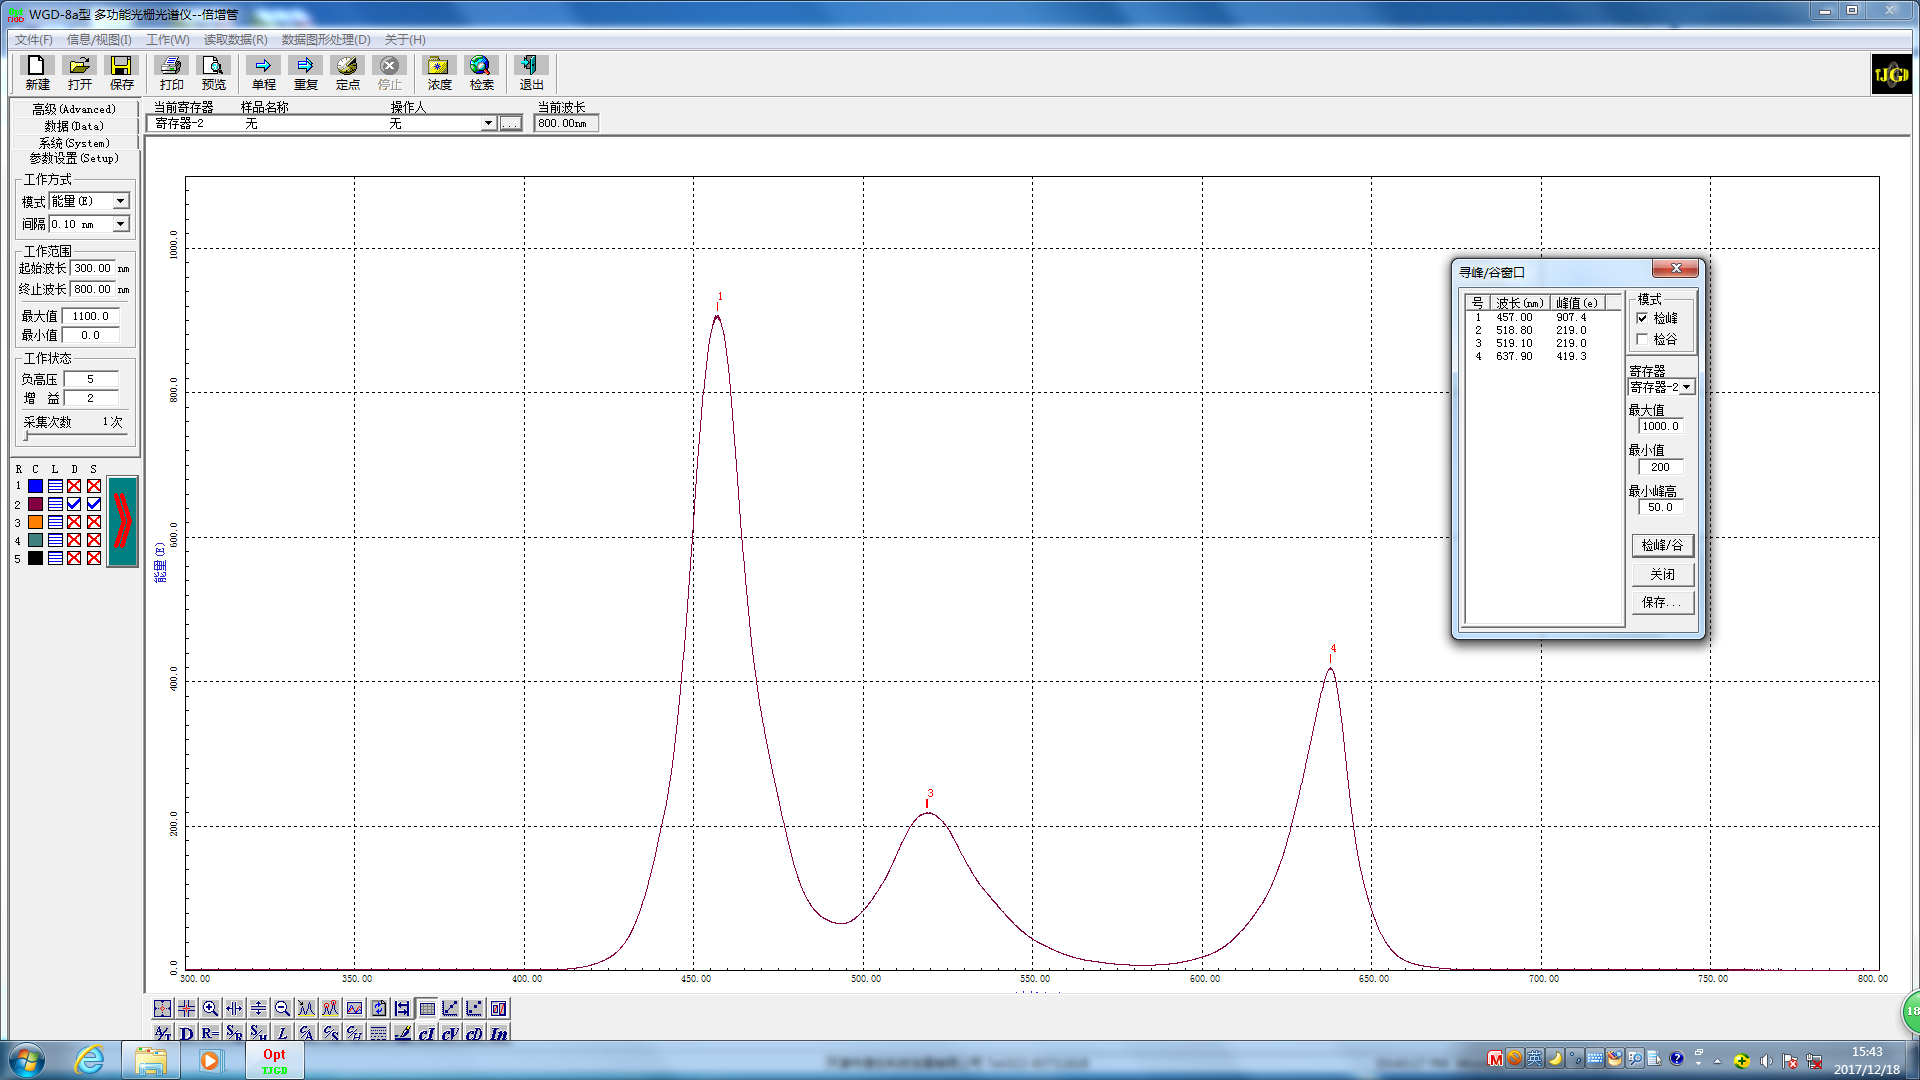 WGD-8a型 多功能光栅光谱仪--倍增管
文件(F) 信息/视图(I) 工作(W) 读取数据(R) 数据图形处理(D) 关于(H)
新建 打开 保存 打印 预览 单程 重复 定点 停止 浓度 检索 退出
TJGD
高级(Advanced)
数据(Data)
系统(System)
参数设置(Setup)
当前寄存器 样品名称 操作人 当前波长
寄存器-2 无 无 ... 800.00nm
工作方式
模式 能量(E)
间隔 0.10 nm
工作范围
起始波长 300.00 nm
终止波长 800.00 nm
最大值 1100.0
最小值 0.0
工作状态
负高压 5
增 益 2
采集次数 1次
R C L D S
1
2
3
4
5
能量(E)
1000.0
800.0
600.0
400.0
200.0
0.0
300.00 350.00 400.00 450.00 500.00 550.00 600.00 650.00 700.00 750.00 800.00
1
3
4
寻峰/谷窗口
号 波长(nm) 峰值(e)
1 457.00 907.4
2 518.80 219.0
3 519.10 219.0
4 637.90 419.3
模式
检峰
检谷
寄存器
寄存器-2
最大值
1000.0
最小值
200
最小峰高
50.0
检峰/谷
关闭
保存...
A/T D R= S/R S/H L C/A C/S C/H cJ cV cD In
Opt
TJGD
英
18
15:43
2017/12/18